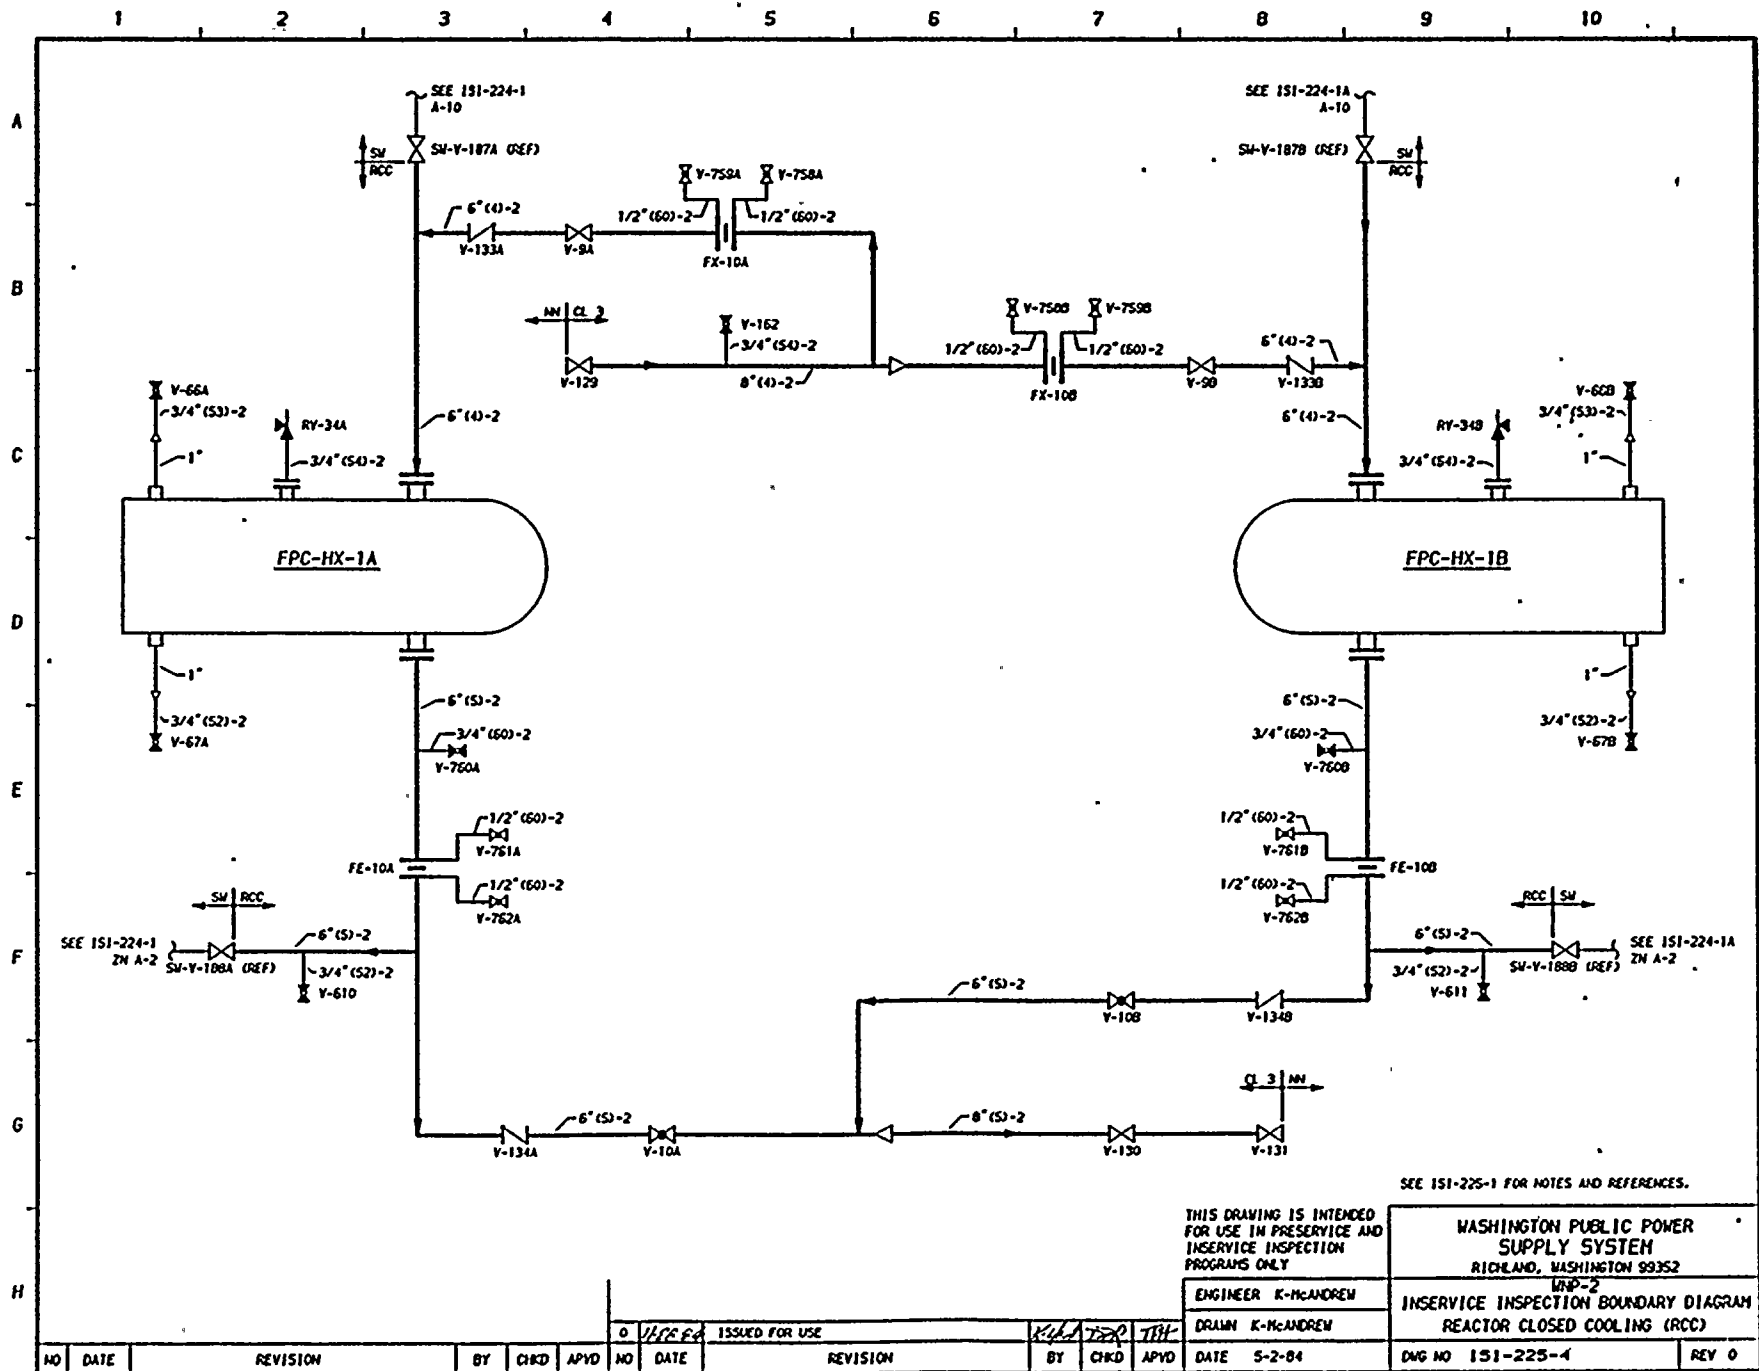 1 2 3 4 5 6 7 8 9 10
A
B
C
D
E
F
G
H
SEE ISI-224-1
A-10
SW-V-187A (REF)
SW
RCC
6"(4)-2
V-133A
V-9A
V-759A
V-758A
1/2"(60)-2
1/2"(60)-2
FX-10A
SEE ISI-224-1A
A-10
SW-V-187B (REF)
SW
RCC
NN CL 3
V-129
V-162
3/4"(54)-2
8"(4)-2
V-758B
V-759B
1/2"(60)-2
1/2"(60)-2
FX-10B
V-9B
V-133B
6"(4)-2
6"(4)-2
6"(4)-2
V-66A
3/4"(53)-2
1"
RV-34A
3/4"(54)-2
FPC-HX-1A
1"
3/4"(52)-2
V-67A
6"(5)-2
3/4"(60)-2
V-760A
1/2"(60)-2
V-761A
FE-10A
1/2"(60)-2
V-762A
SW RCC
SEE ISI-224-1
ZN A-2
SW-V-188A (REF)
6"(5)-2
3/4"(52)-2
V-610
V-66B
3/4"(53)-2
1"
RV-34B
3/4"(54)-2
FPC-HX-1B
1"
3/4"(52)-2
V-67B
6"(5)-2
3/4"(60)-2
V-760B
1/2"(60)-2
V-761B
FE-10B
1/2"(60)-2
V-762B
RCC SW
6"(5)-2
SEE ISI-224-1A
ZN A-2
SW-V-188B (REF)
3/4"(52)-2
V-611
6"(5)-2
V-10B
V-134B
CL 3 NN
6"(5)-2
V-134A
V-10A
8"(5)-2
V-130
V-131
SEE ISI-225-1 FOR NOTES AND REFERENCES.
THIS DRAWING IS INTENDED
FOR USE IN PRESERVICE AND
INSERVICE INSPECTION
PROGRAMS ONLY
WASHINGTON PUBLIC POWER
SUPPLY SYSTEM
RICHLAND, WASHINGTON 99352
WNP-2
INSERVICE INSPECTION BOUNDARY DIAGRAM
REACTOR CLOSED COOLING (RCC)
ENGINEER K-McANDREW
DRAWN K-McANDREW
DATE 5-2-84
DWG NO ISI-225-4
REV 0
0 ISSUED FOR USE
NO DATE REVISION BY CHKD APVD NO DATE REVISION BY CHKD APVD